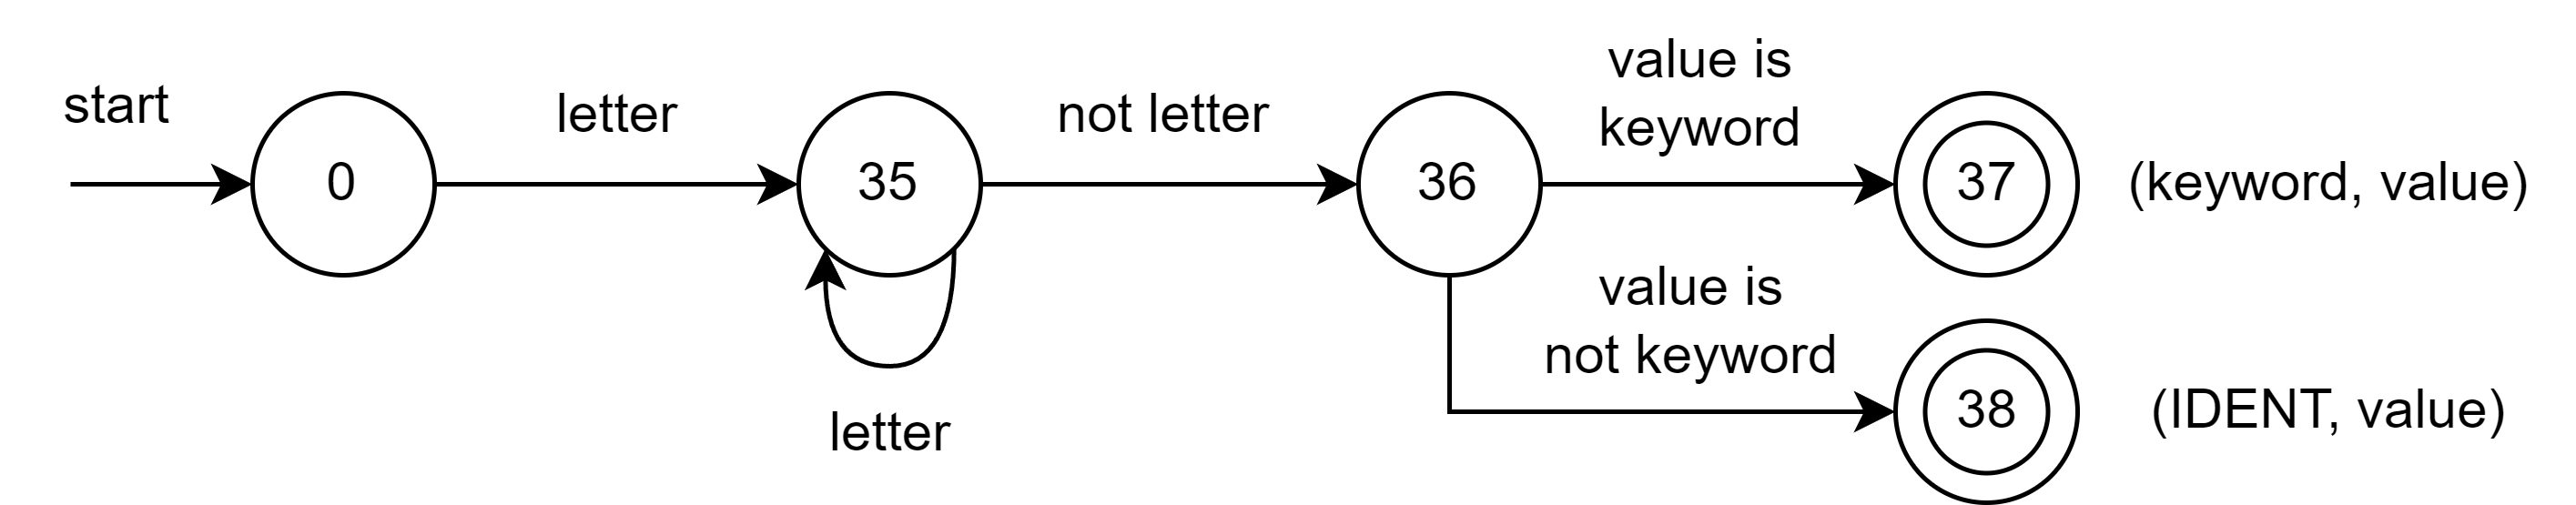 start
0
letter
35
letter
not letter
36
value is
keyword
37
(keyword, value)
value is
not keyword
38
(IDENT, value)